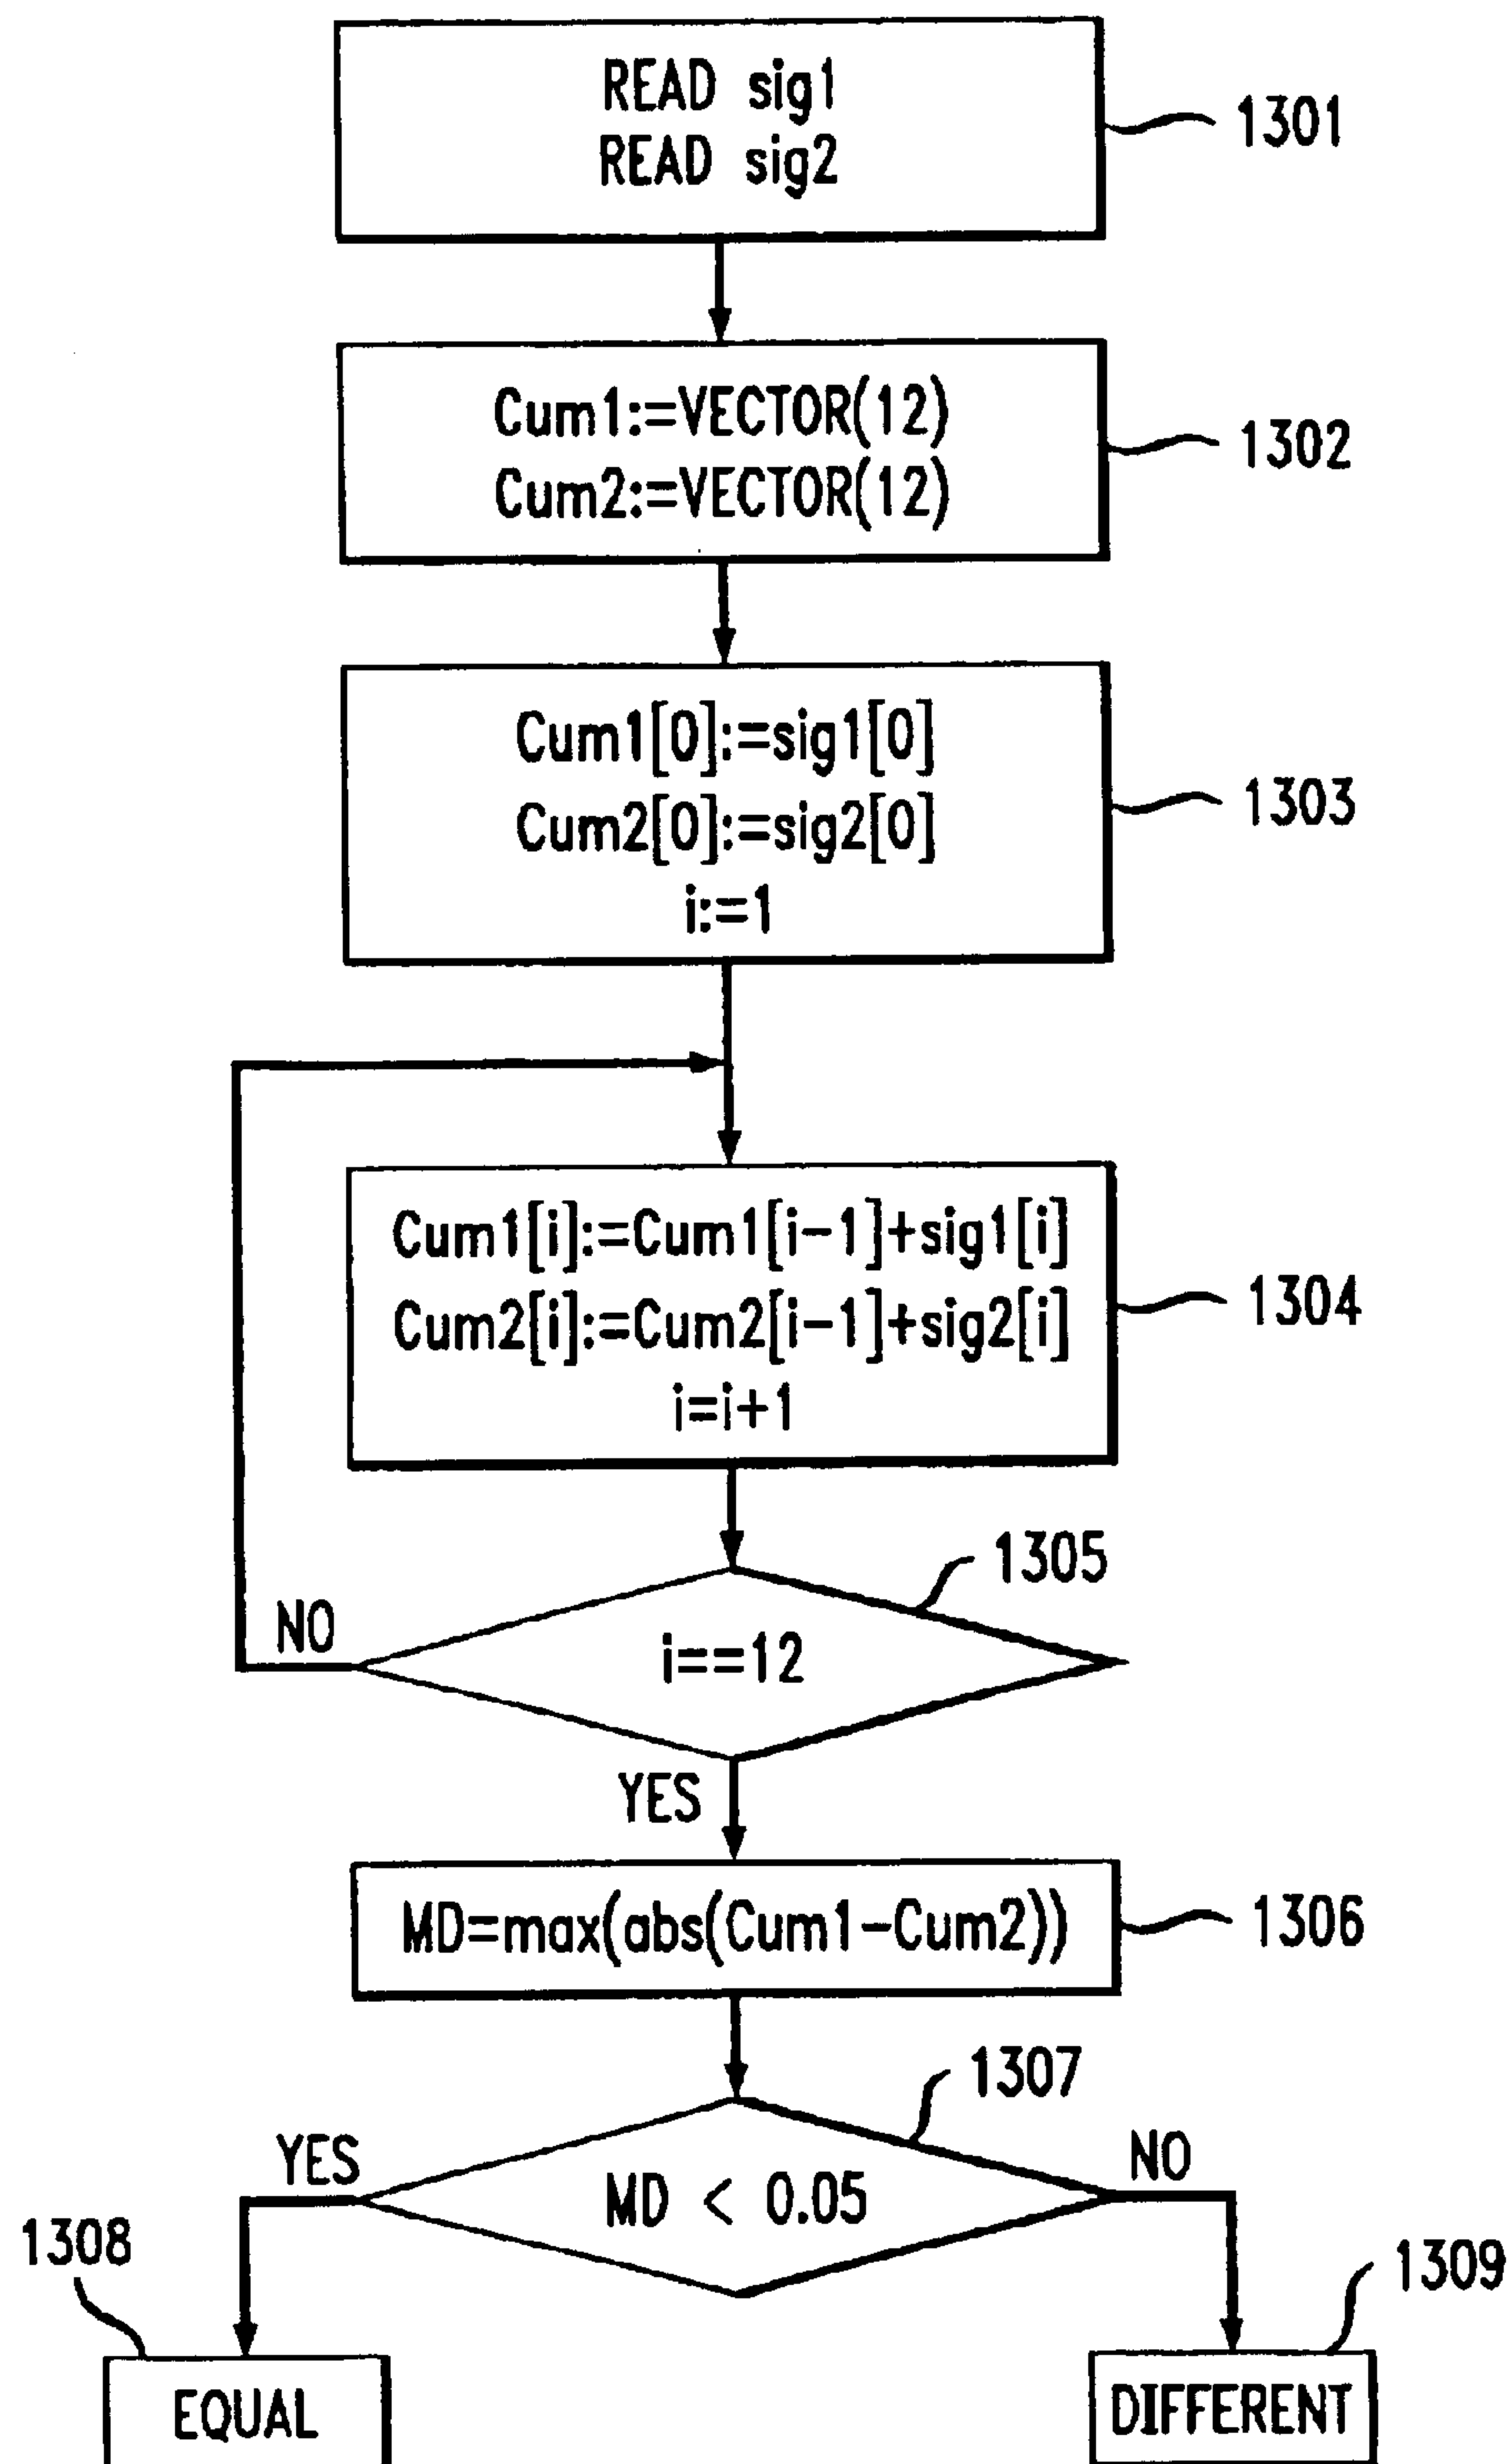 READ sig1
READ sig2
1301
Cum1:=VECTOR(12)
Cum2:=VECTOR(12)
1302
Cum1[0]:=sig1[0]
Cum2[0]:=sig2[0]
i:=1
1303
Cum1[i]:=Cum1[i-1]+sig1[i]
Cum2[i]:=Cum2[i-1]+sig2[i]
i=i+1
1304
1305
NO
i==12
YES
MD=max(abs(Cum1-Cum2))
1306
1307
YES
NO
MD < 0.05
1308
1309
EQUAL
DIFFERENT